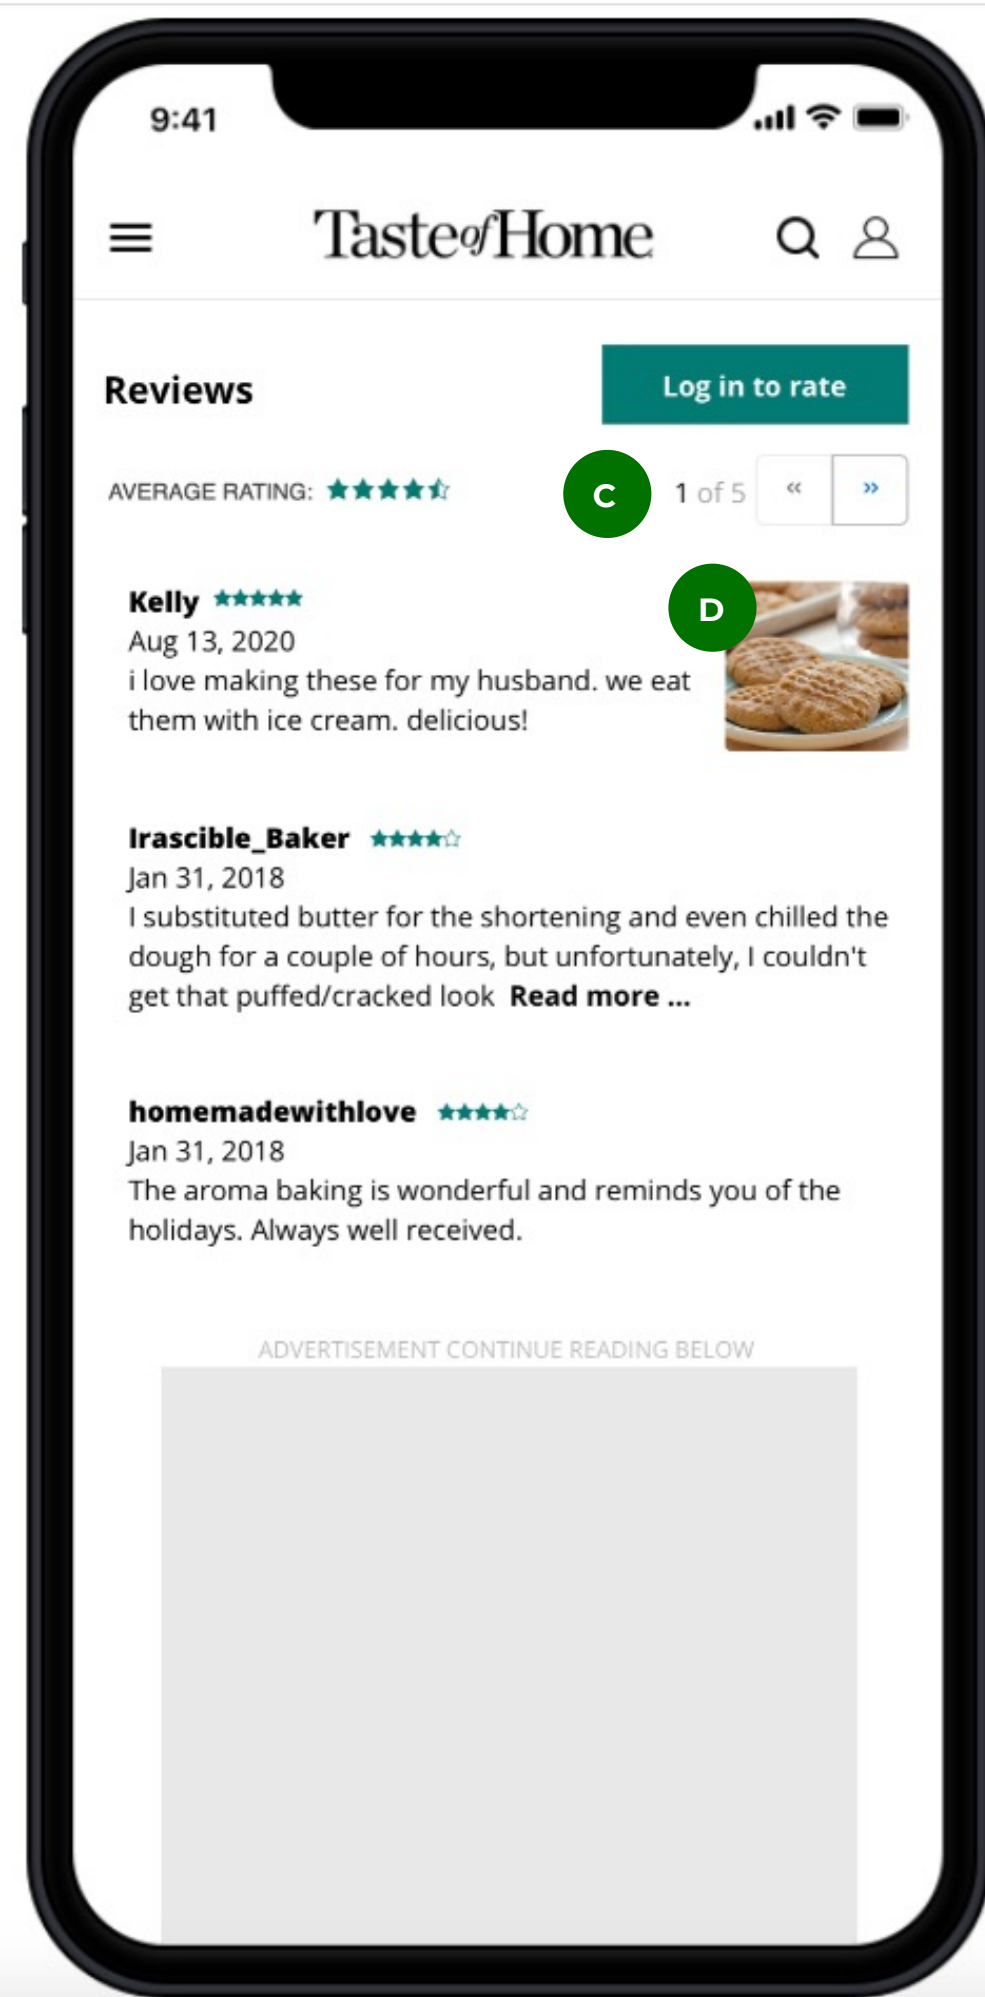 9:41
Taste of Home
Reviews
Log in to rate
AVERAGE RATING:
C
1 of 5
«
»
D
Kelly
Aug 13, 2020
i love making these for my husband. we eat
them with ice cream. delicious!
Irascible_Baker
Jan 31, 2018
I substituted butter for the shortening and even chilled the
dough for a couple of hours, but unfortunately, I couldn't
get that puffed/cracked look Read more ...
homemadewithlove
Jan 31, 2018
The aroma baking is wonderful and reminds you of the
holidays. Always well received.
ADVERTISEMENT CONTINUE READING BELOW